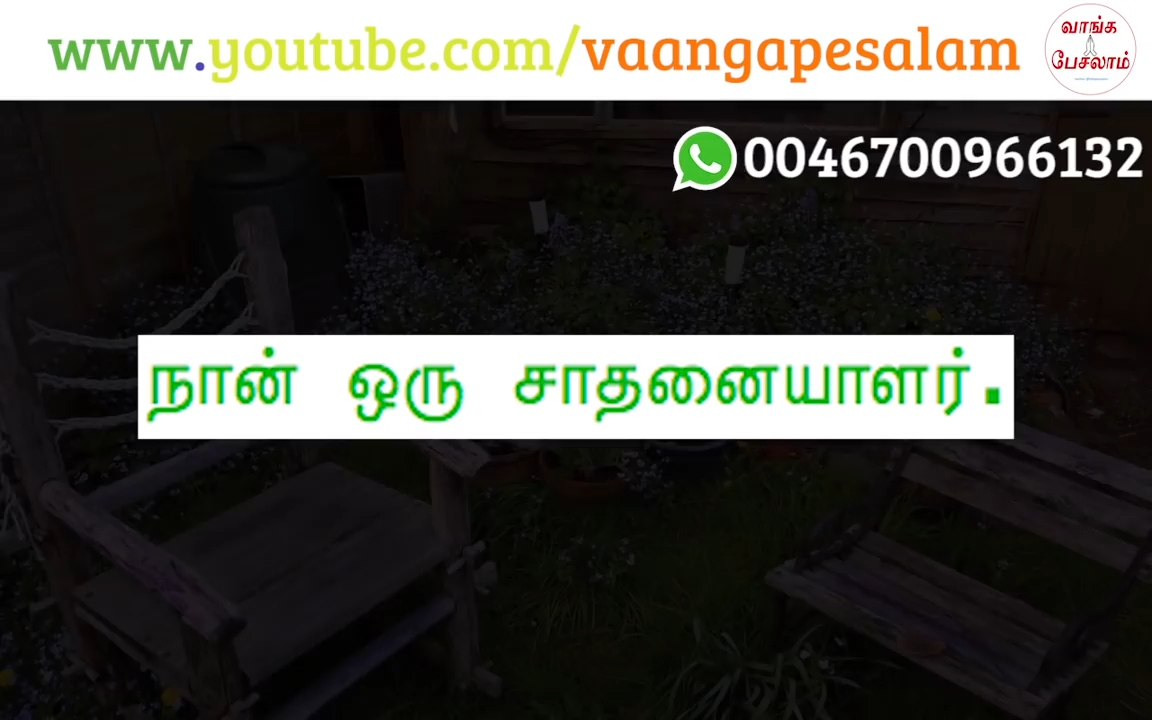 www.youtube.com/vaangapesalam
வாங்க
பேசலாம்
0046700966132
நான் ஒரு சாதனையாளர்.